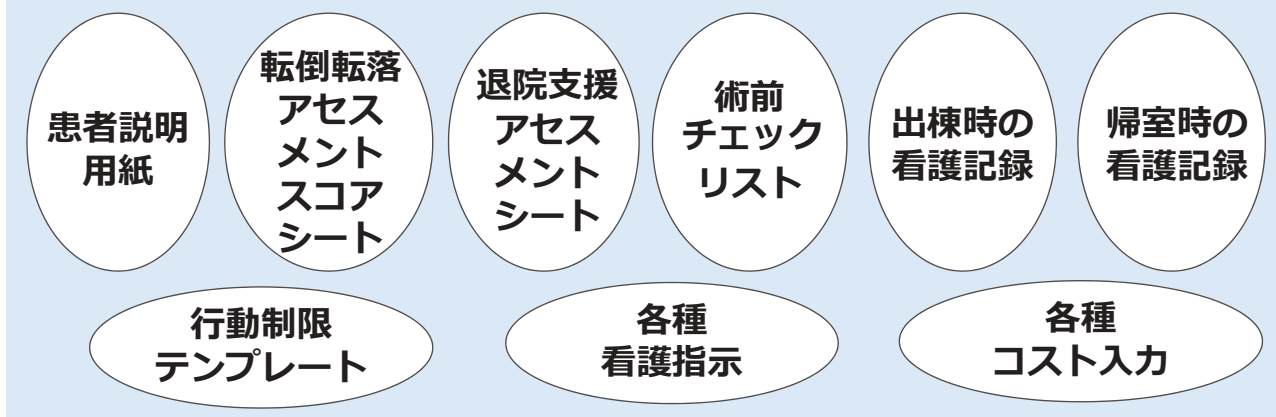 患者説明
用紙
転倒転落
アセス
メント
スコア
シート
退院支援
アセス
メント
シート
術前
チェック
リスト
出棟時の
看護記録
帰室時の
看護記録
行動制限
テンプレート
各種
看護指示
各種
コスト入力